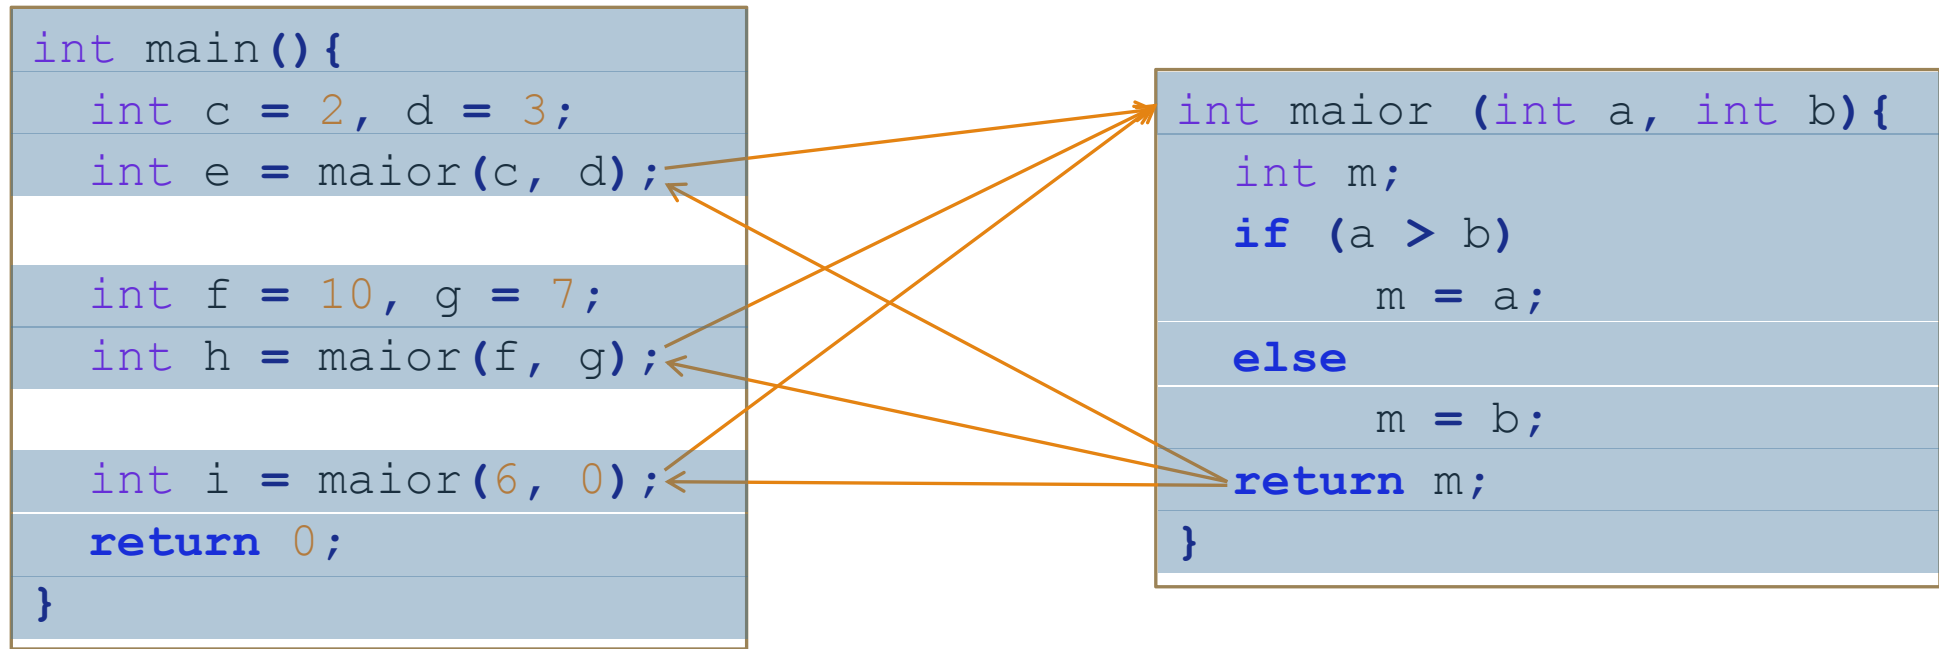 int main(){
int c = 2, d = 3;
int e = maior(c, d);
int f = 10, g = 7;
int h = maior(f, g);
int i = maior(6, 0);
return 0;
}
int maior (int a, int b){
int m;
if (a > b)
m = a;
else
m = b;
return m;
}